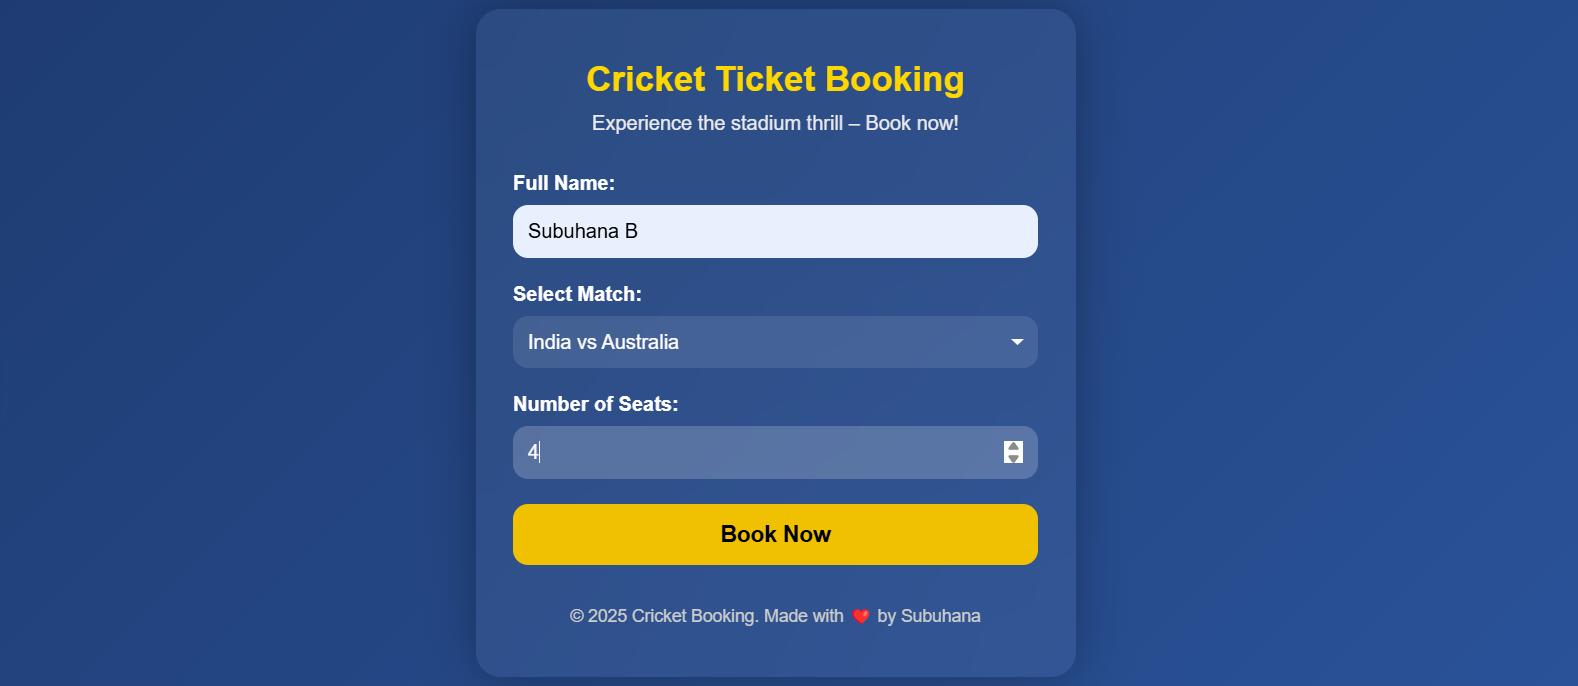 Cricket Ticket Booking
Experience the stadium thrill – Book now!
Full Name:
Subuhana B
Select Match:
India vs Australia
Number of Seats:
4
Book Now
© 2025 Cricket Booking. Made with ❤️ by Subuhana